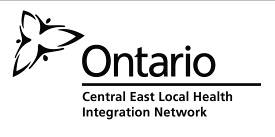 Ontario
Central East Local Health
Integration Network